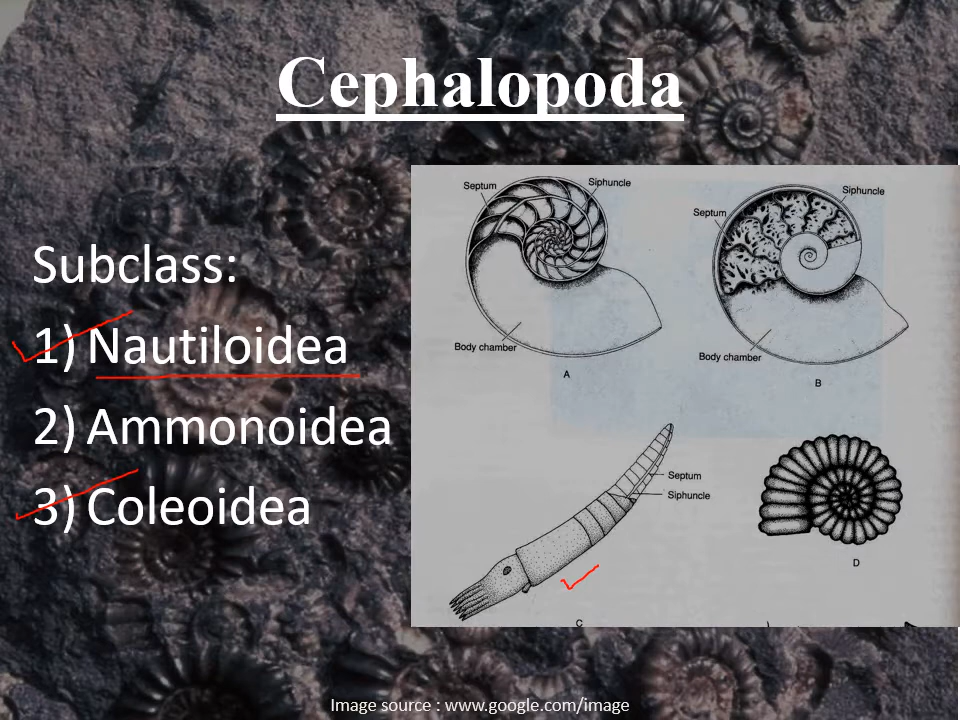 Cephalopoda
Subclass:
1) Nautiloidea
2) Ammonoidea
3) Coleoidea
Septum
Siphuncle
Body chamber
A
Septum
Siphuncle
Body chamber
B
Septum
Siphuncle
C
D
Image source : www.google.com/image